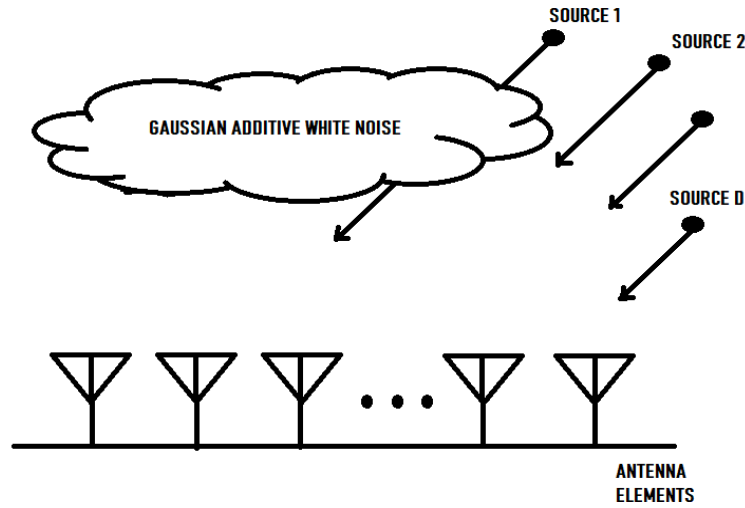 SOURCE 1
SOURCE 2
GAUSSIAN ADDITIVE WHITE NOISE
SOURCE D
ANTENNA
ELEMENTS